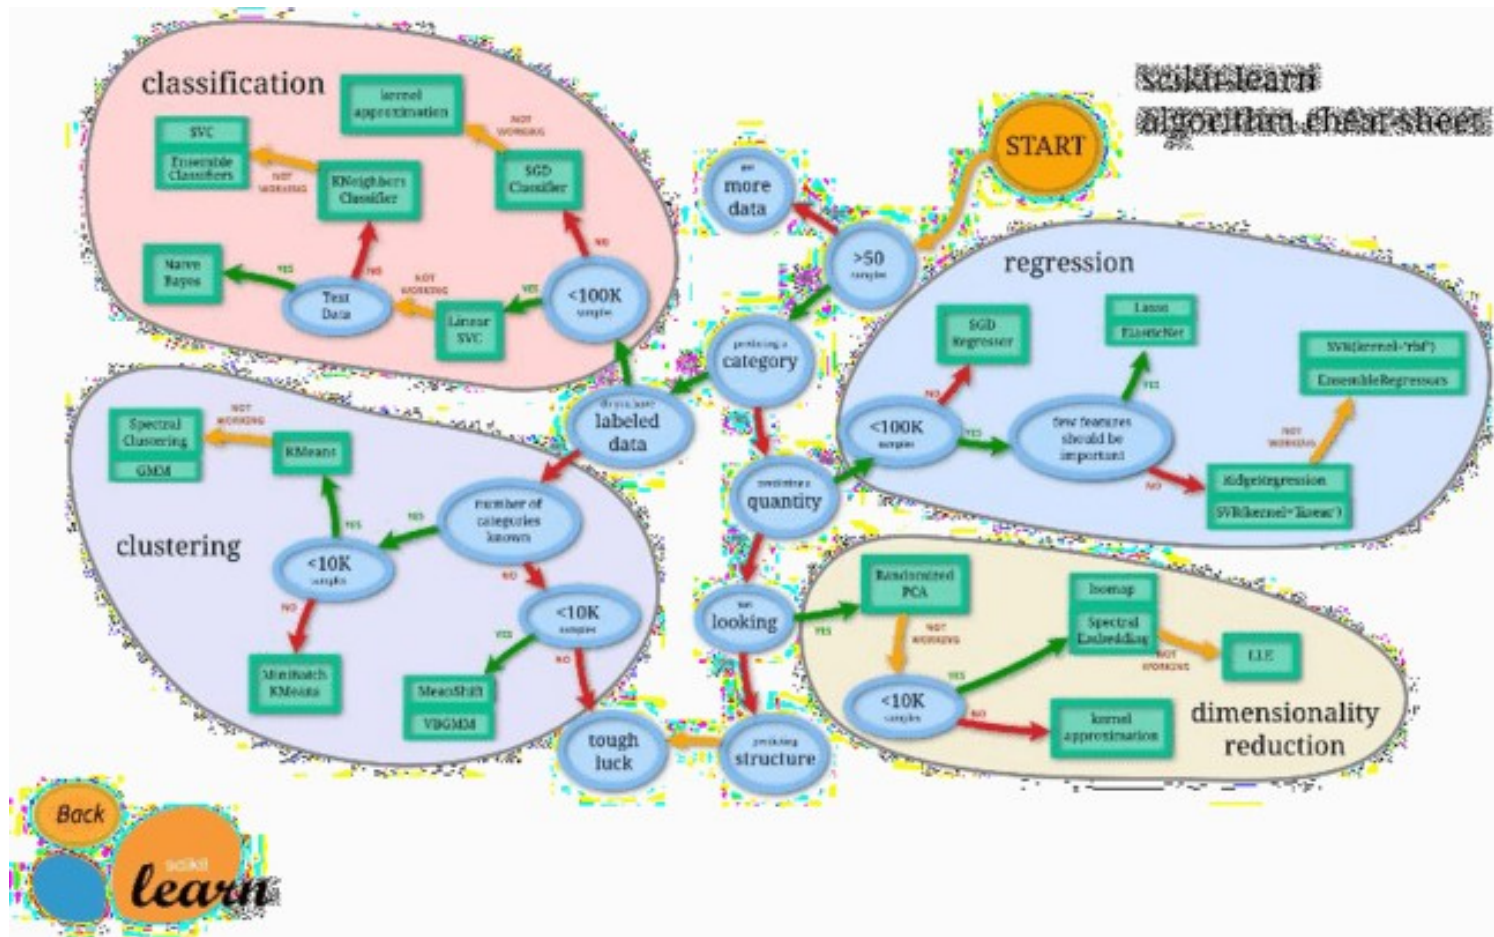 scikit-learn
algorithm cheat-sheet
classification
kernel
approximation
NOT
WORKING
SVC
Ensemble
Classifiers
NOT
WORKING
KNeighbors
Classifier
SGD
Classifier
NO
Naive
Bayes
YES
Text
Data
NO
NOT
WORKING
Linear
SVC
YES
<100K
samples
START
get
more
data
>50
samples
predicting a
category
do you have
labeled
data
predicting a
quantity
just
looking
predicting
structure
tough
luck
regression
SGD
Regressor
NO
<100K
samples
YES
Lasso
ElasticNet
YES
few features
should be
important
NO
SVR(kernel='rbf')
EnsembleRegressors
NOT
WORKING
RidgeRegression
SVR(kernel='linear')
clustering
Spectral
Clustering
GMM
NOT
WORKING
KMeans
YES
<10K
samples
YES
number of
categories
known
NO
NO
MiniBatch
KMeans
<10K
samples
YES
NO
MeanShift
VBGMM
YES
Randomized
PCA
NOT
WORKING
<10K
samples
YES
NO
Isomap
Spectral
Embedding
NOT
WORKING
LLE
kernel
approximation
dimensionality
reduction
Back
scikit
learn